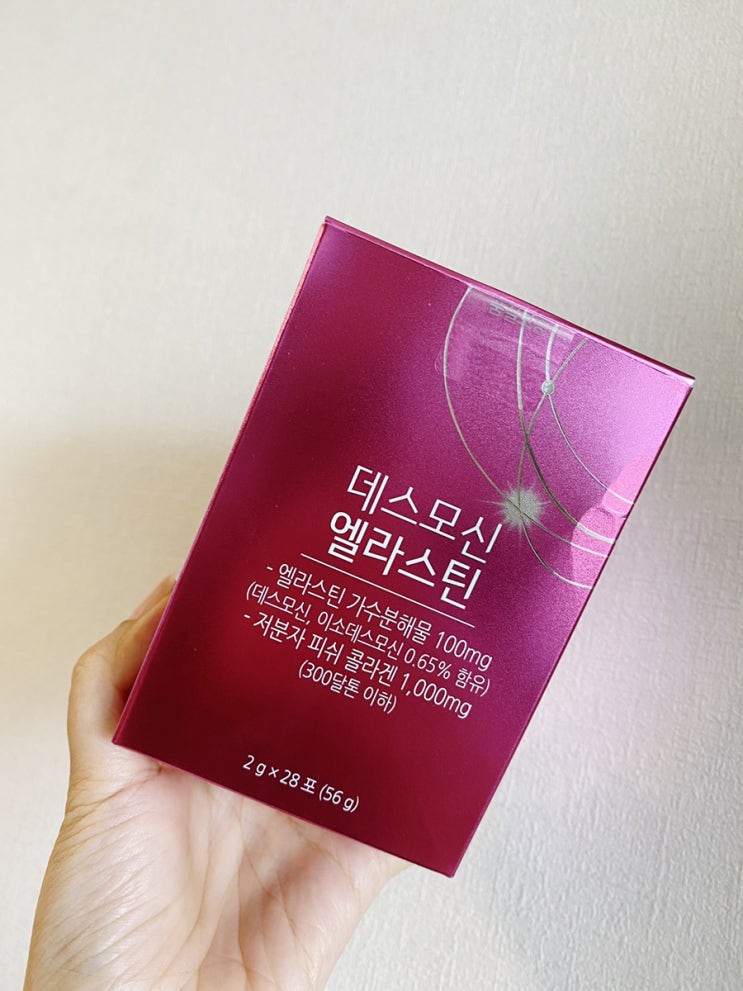 데스모신
엘라스틴
- 엘라스틴 가수분해물 100mg
(데스모신, 이소데스모신 0.65% 함유)
- 저분자 피쉬 콜라겐 1,000mg
(300달톤 이하)
2 g × 28 포 (56 g)